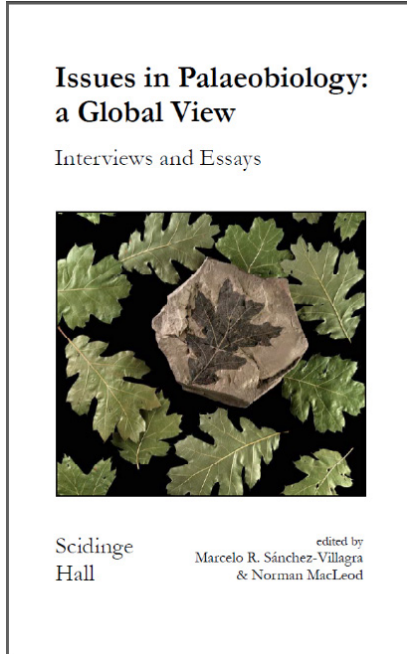 Issues in Palaeobiology:
a Global View
Interviews and Essays
Scidinge
Hall
edited by
Marcelo R. Sánchez-Villagra
& Norman MacLeod